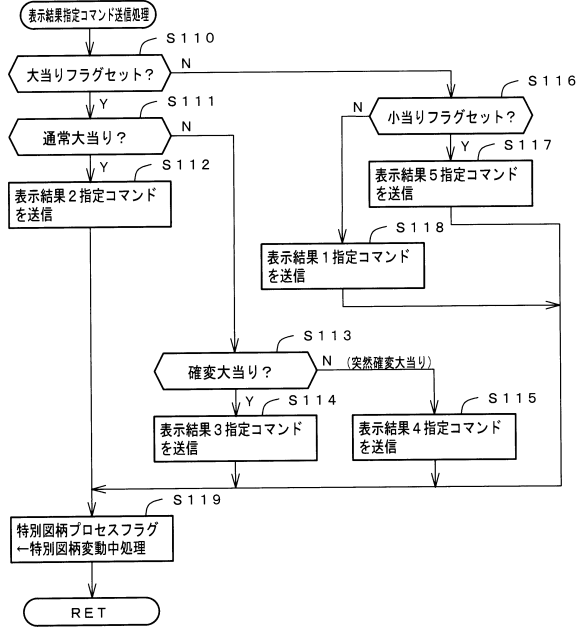 表示結果指定コマンド送信処理
S110
大当りフラグセット？
N
Y
S111
通常大当り？
N
Y
S112
表示結果２指定コマンド
を送信
S116
小当りフラグセット？
N
Y
S117
表示結果５指定コマンド
を送信
S118
表示結果１指定コマンド
を送信
S113
確変大当り？
N
(突然確変大当り)
Y
S114
表示結果３指定コマンド
を送信
S115
表示結果４指定コマンド
を送信
S119
特別図柄プロセスフラグ
←特別図柄変動中処理
RET